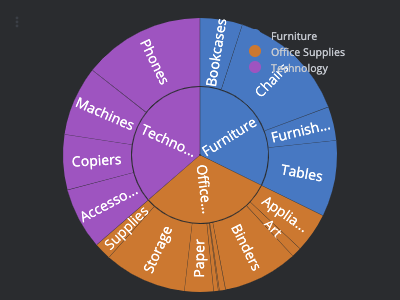 Furniture
Office Supplies
Technology
Bookcases
Chairs
Furnish...
Tables
Applia...
Art
Binders
Paper
Storage
Supplies
Accesso...
Copiers
Machines
Phones
Furniture
Office...
Techno...